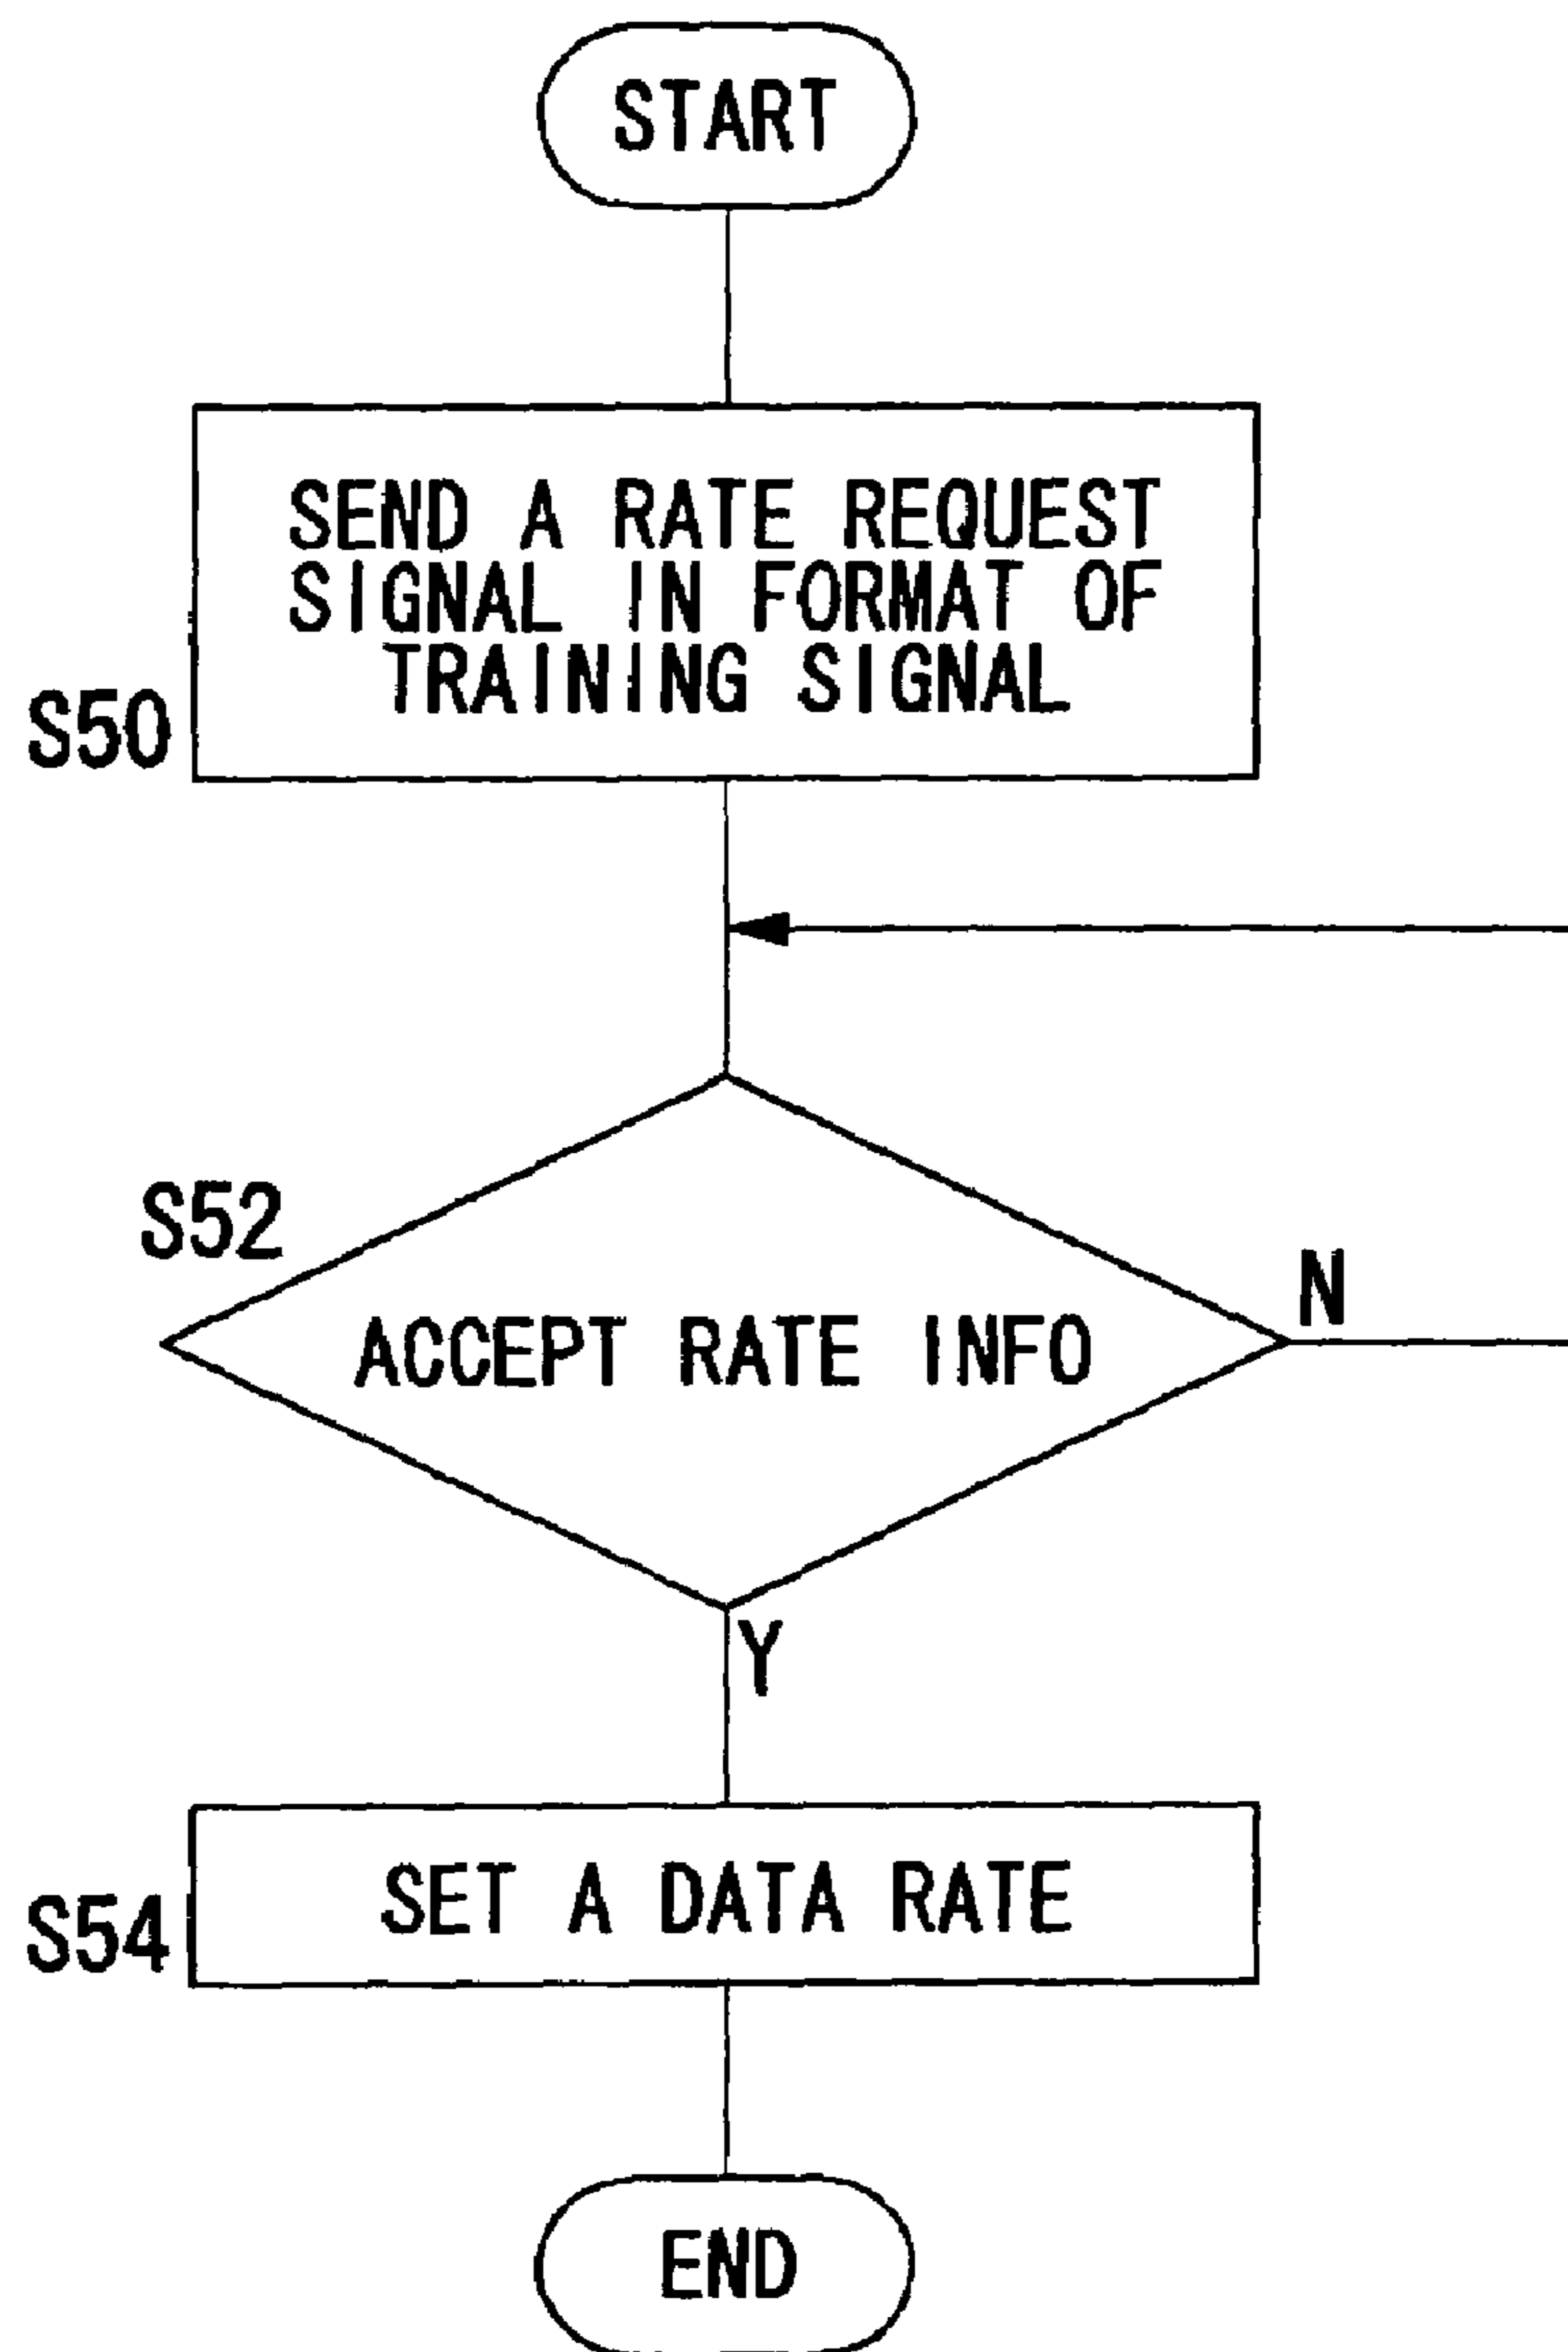 START
SEND A RATE REQUEST
SIGNAL IN FORMAT OF
TRAINING SIGNAL
S50
S52
N
ACCEPT RATE INFO
Y
SET A DATA RATE
S54
END